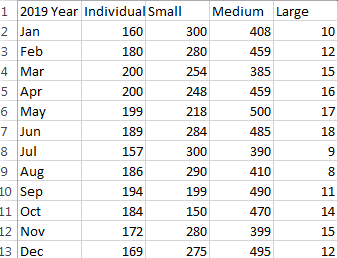 1 2019 Year Individual Small Medium Large
2 Jan 160 300 408 10
3 Feb 180 280 459 12
4 Mar 200 254 385 15
5 Apr 200 248 459 16
6 May 199 218 500 17
7 Jun 189 284 485 18
8 Jul 157 300 390 9
9 Aug 186 290 410 8
10 Sep 194 199 490 11
11 Oct 184 150 470 14
12 Nov 172 280 399 15
13 Dec 169 275 495 12